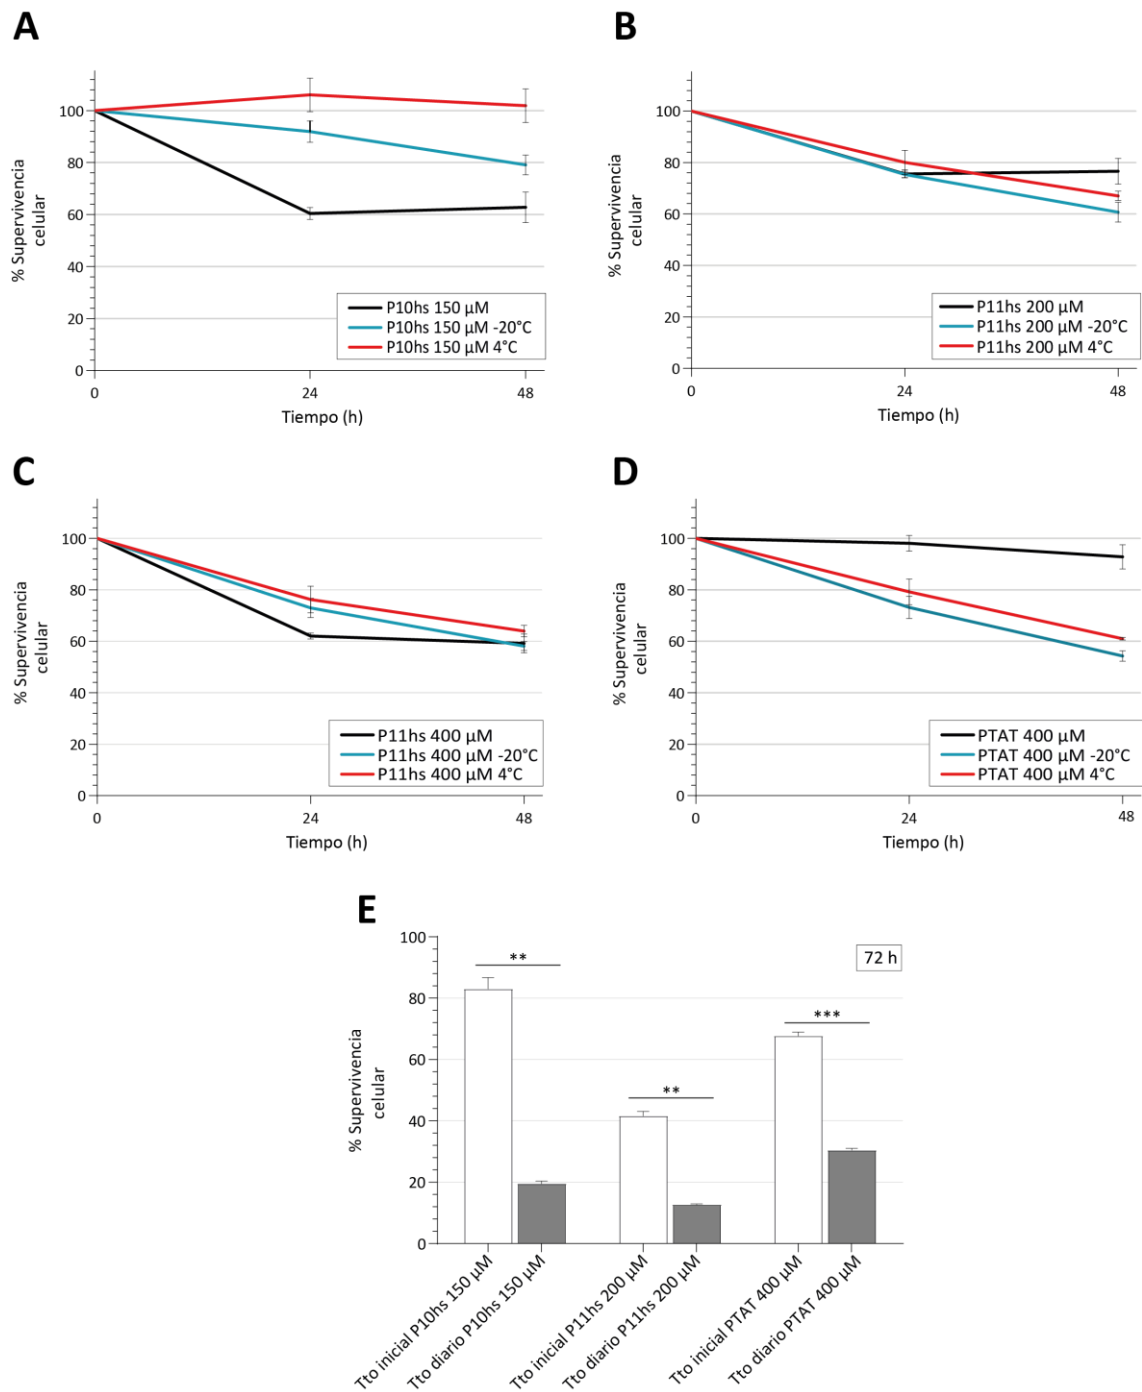 A
% Supervivencia
celular
100
80
60
40
20
0
P10hs 150 µM
P10hs 150 µM -20°C
P10hs 150 µM 4°C
0
24
48
Tiempo (h)
B
% Supervivencia
celular
100
80
60
40
20
0
P11hs 200 µM
P11hs 200 µM -20°C
P11hs 200 µM 4°C
0
24
48
Tiempo (h)
C
% Supervivencia
celular
100
80
60
40
20
0
P11hs 400 µM
P11hs 400 µM -20°C
P11hs 400 µM 4°C
0
24
48
Tiempo (h)
D
% Supervivencia
celular
100
80
60
40
20
0
PTAT 400 µM
PTAT 400 µM -20°C
PTAT 400 µM 4°C
0
24
48
Tiempo (h)
E
% Supervivencia
celular
100
80
60
40
20
0
72 h
**
**
***
Tto inicial P10hs 150 µM
Tto diario P10hs 150 µM
Tto inicial P11hs 200 µM
Tto diario P11hs 200 µM
Tto inicial PTAT 400 µM
Tto diario PTAT 400 µM